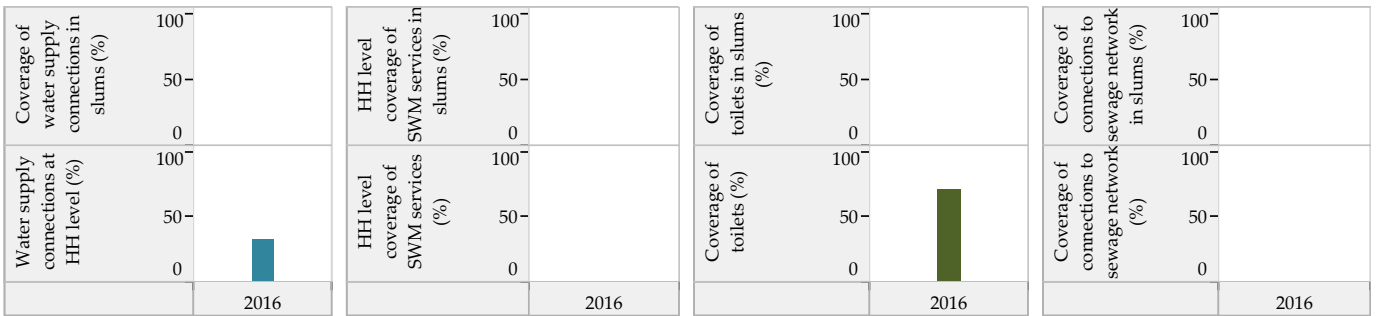 Coverage of
water supply
connections in
slums (%)
100
50
0
Water supply
connections at
HH level (%)
100
50
0
2016
HH level
coverage of
SWM services in
slums (%)
100
50
0
HH level
coverage of
SWM services
(%)
100
50
0
2016
Coverage of
toilets in slums
(%)
100
50
0
Coverage of
toilets (%)
100
50
0
2016
Coverage of
connections to
sewage network
in slums (%)
100
50
0
Coverage of
connections to
sewage network
(%)
100
50
0
2016